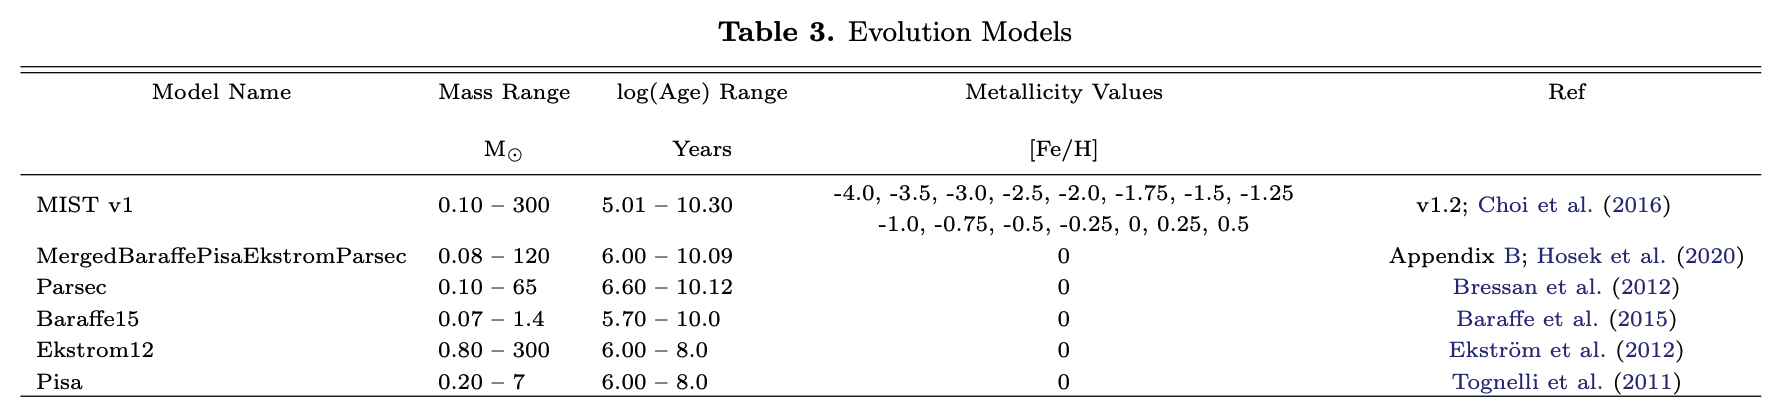 Table 3. Evolution Models
Model Name Mass Range log(Age) Range Metallicity Values Ref
M⊙ Years [Fe/H]
MIST v1 0.10 – 300 5.01 – 10.30 -4.0, -3.5, -3.0, -2.5, -2.0, -1.75, -1.5, -1.25 v1.2; Choi et al. (2016)
-1.0, -0.75, -0.5, -0.25, 0, 0.25, 0.5
MergedBaraffePisaEkstromParsec 0.08 – 120 6.00 – 10.09 0 Appendix B; Hosek et al. (2020)
Parsec 0.10 – 65 6.60 – 10.12 0 Bressan et al. (2012)
Baraffe15 0.07 – 1.4 5.70 – 10.0 0 Baraffe et al. (2015)
Ekstrom12 0.80 – 300 6.00 – 8.0 0 Ekström et al. (2012)
Pisa 0.20 – 7 6.00 – 8.0 0 Tognelli et al. (2011)